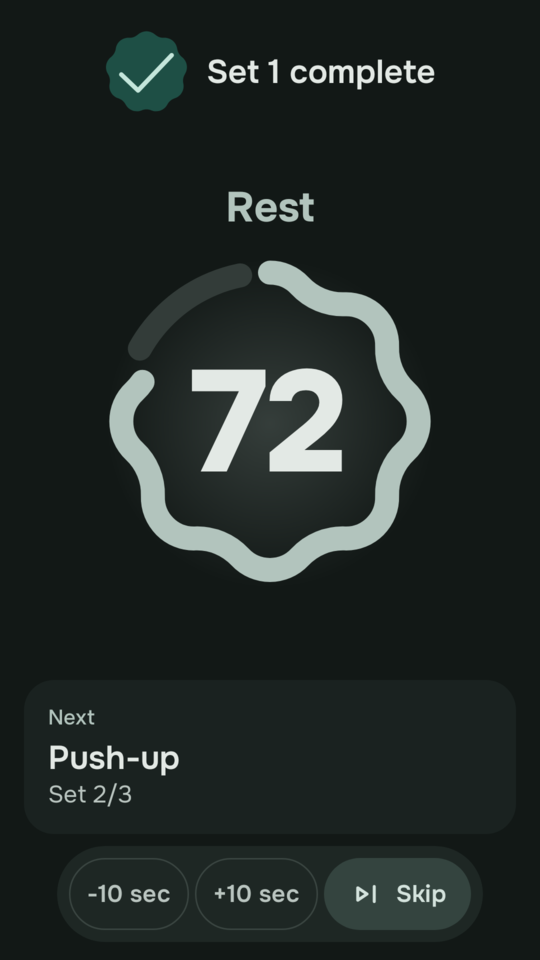 Set 1 complete
Rest
72
Next
Push-up
Set 2/3
-10 sec
+10 sec
Skip